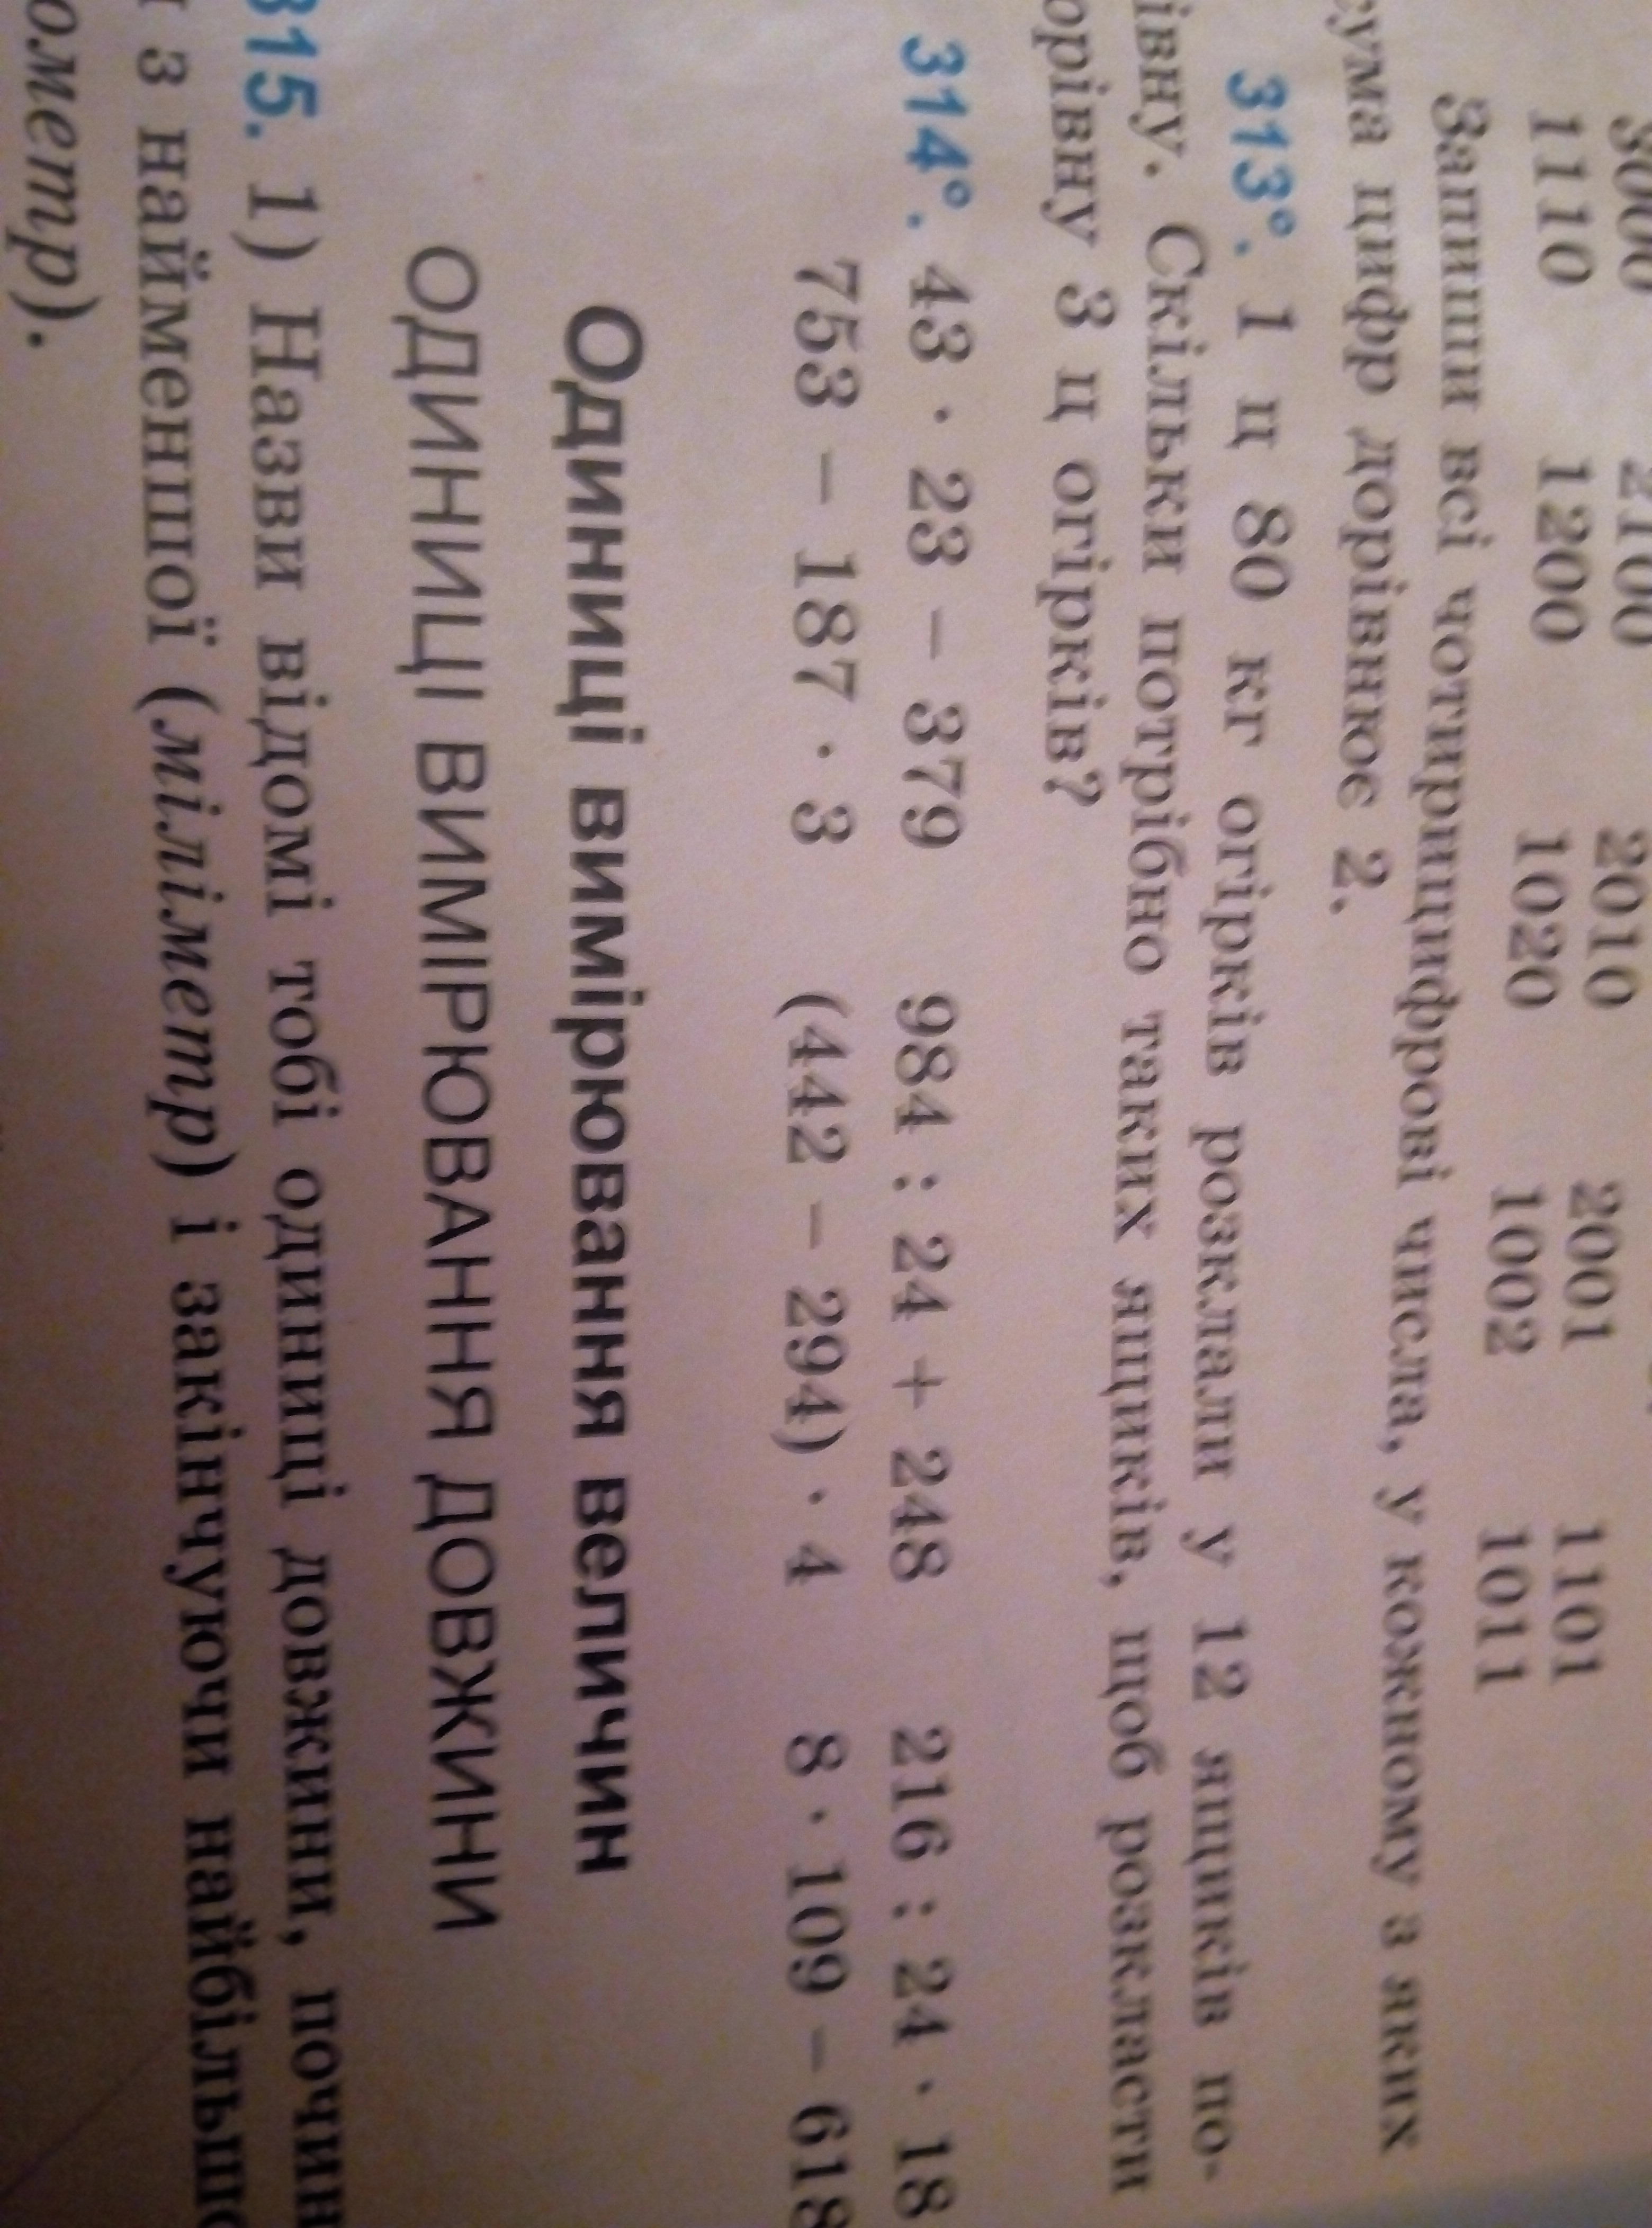 3000 2100 2010 2001 1101
1110 1200 1020 1002 1011
Запиши всі чотирицифрові числа, у кожному з яких
сума цифр дорівнює 2.
313°. 1 ц 80 кг огірків розклали у 12 ящиків по-
рівну. Скільки потрібно таких ящиків, щоб розкласти
порівну 3 ц огірків?
314°. 43 · 23 – 379 984 : 24 + 248 216 : 24 · 18
753 – 187 · 3 (442 – 294) · 4 8 · 109 – 618
Одиниці вимірювання величин
ОДИНИЦІ ВИМІРЮВАННЯ ДОВЖИНИ
315. 1) Назви відомі тобі одиниці довжини, почин
з найменшої (міліметр) і закінчуючи найбільшо
ометр).